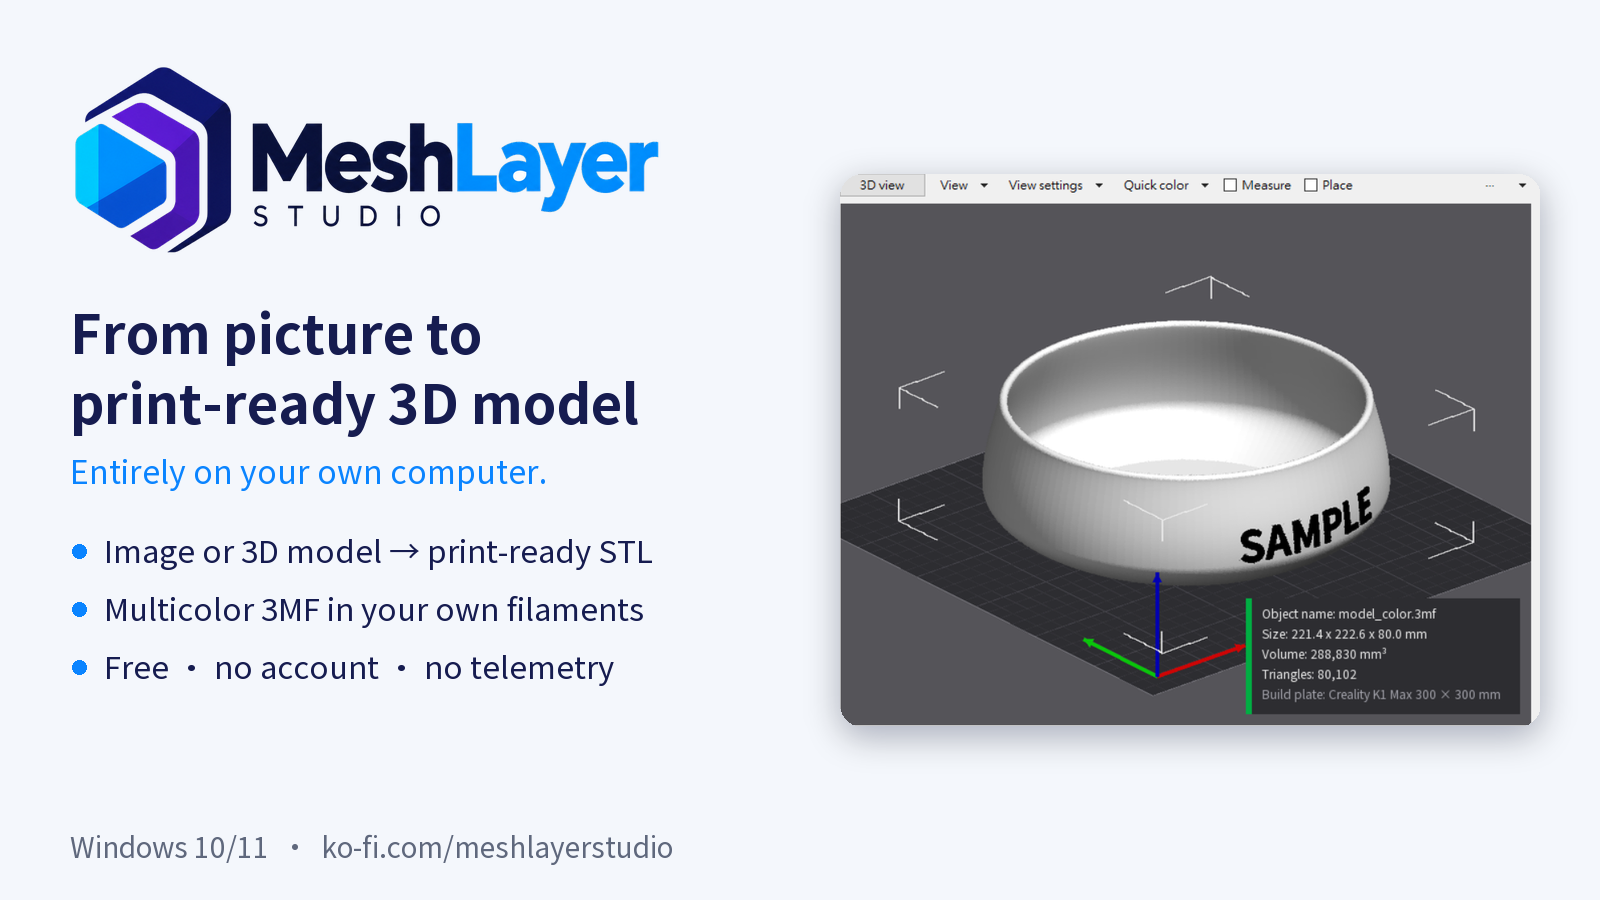 MeshLayer
STUDIO
From picture to
print-ready 3D model
Entirely on your own computer.
Image or 3D model → print-ready STL
Multicolor 3MF in your own filaments
Free • no account • no telemetry
Windows 10/11 • ko-fi.com/meshlayerstudio
3D view View View settings Quick color Measure Place ...
SAMPLE
Object name: model_color.3mf
Size: 221.4 x 222.6 x 80.0 mm
Volume: 288,830 mm³
Triangles: 80,102
Build plate: Creality K1 Max 300 × 300 mm